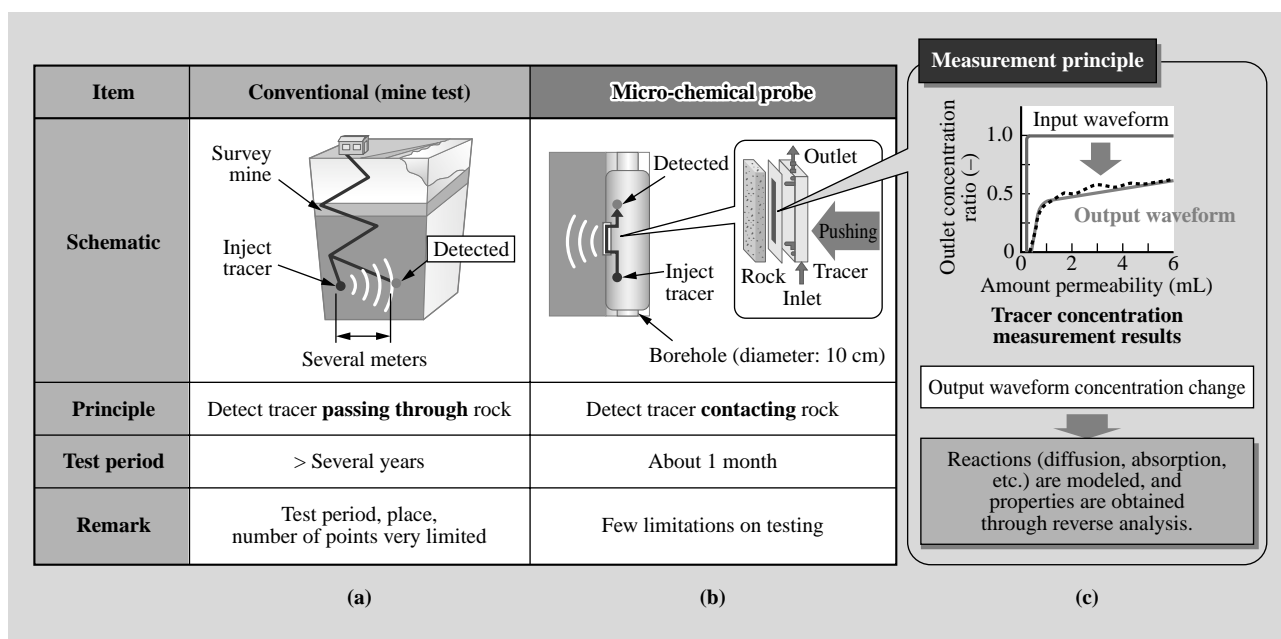 Item
Conventional (mine test)
Micro-chemical probe
Schematic
Survey
mine
Inject
tracer
Detected
Several meters
Detected
Inject
tracer
Borehole (diameter: 10 cm)
Outlet
Pushing
Rock
Tracer
Inlet
Principle
Detect tracer passing through rock
Detect tracer contacting rock
Test period
> Several years
About 1 month
Remark
Test period, place,
number of points very limited
Few limitations on testing
(a)
(b)
Measurement principle
Outlet concentration
ratio (–)
1.0
0.5
0
Input waveform
Output waveform
0
2
4
6
Amount permeability (mL)
Tracer concentration
measurement results
Output waveform concentration change
Reactions (diffusion, absorption,
etc.) are modeled, and
properties are obtained
through reverse analysis.
(c)